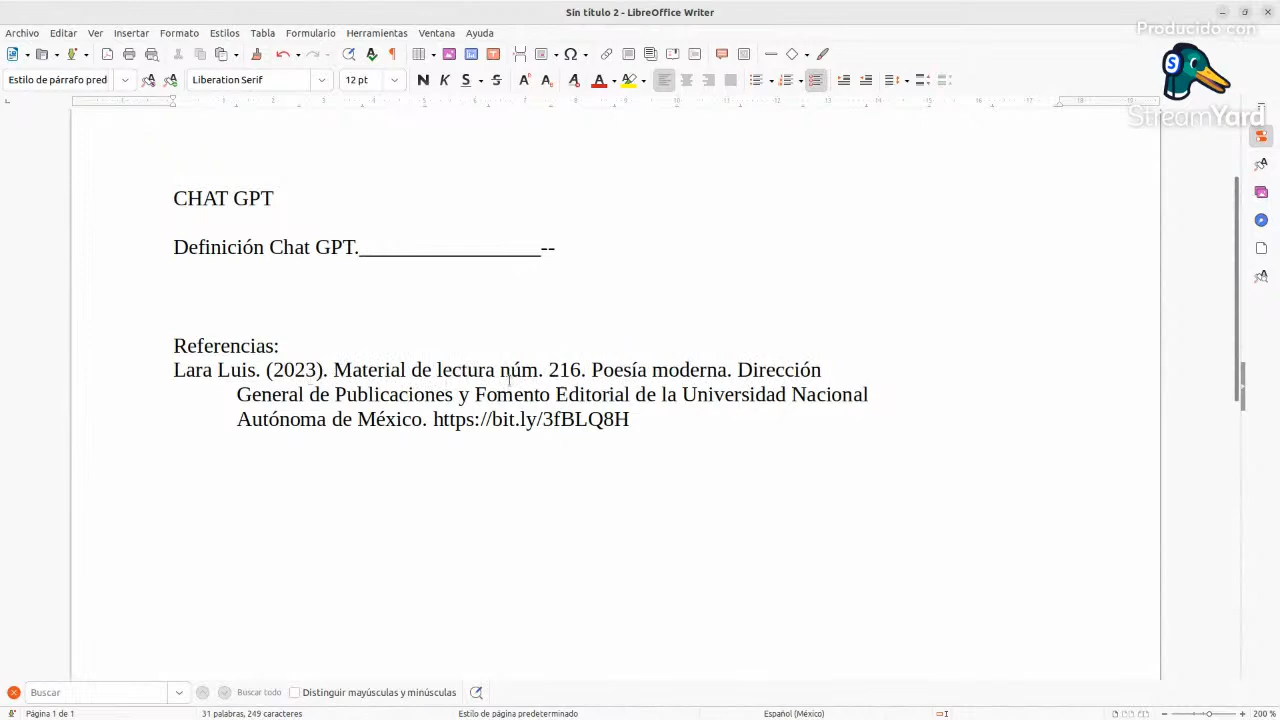 Sin título 2 - LibreOffice Writer
Archivo Editar Ver Insertar Formato Estilos Tabla Formulario Herramientas Ventana Ayuda
Producido con
StreamYard
Estilo de párrafo pred Liberation Serif 12 pt
CHAT GPT
Definición Chat GPT.__________________--
Referencias:
Lara Luis. (2023). Material de lectura núm. 216. Poesía moderna. Dirección
General de Publicaciones y Fomento Editorial de la Universidad Nacional
Autónoma de México. https://bit.ly/3fBLQ8H
Buscar Buscar todo Distinguir mayúsculas y minúsculas
Página 1 de 1 31 palabras, 249 caracteres Estilo de página predeterminado Español (México) 200 %